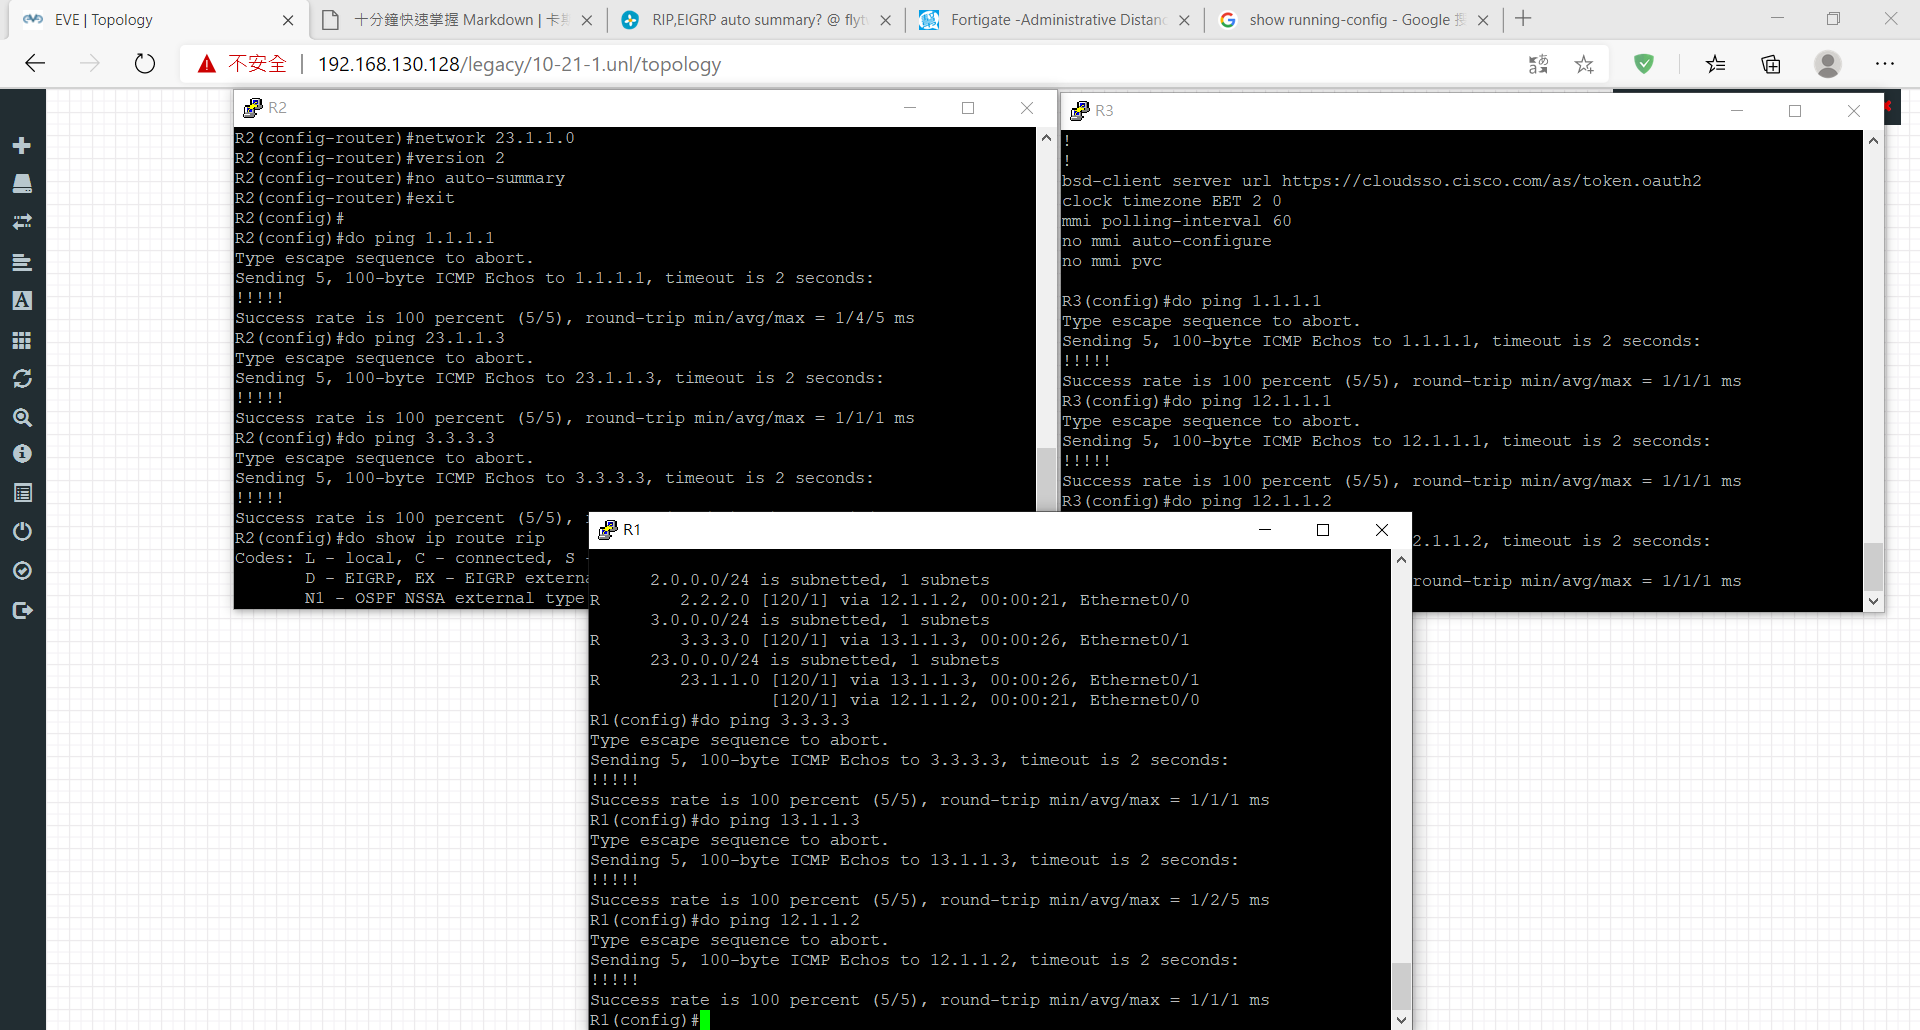 EVE | Topology
十分鐘快速掌握 Markdown | 卡
RIP,EIGRP auto summary? @ flyt
Fortigate -Administrative Distanc
show running-config - Google
不安全 | 192.168.130.128/legacy/10-21-1.unl/topology
R2
R2(config-router)#network 23.1.1.0
R2(config-router)#version 2
R2(config-router)#no auto-summary
R2(config-router)#exit
R2(config)#
R2(config)#do ping 1.1.1.1
Type escape sequence to abort.
Sending 5, 100-byte ICMP Echos to 1.1.1.1, timeout is 2 seconds:
!!!!!
Success rate is 100 percent (5/5), round-trip min/avg/max = 1/4/5 ms
R2(config)#do ping 23.1.1.3
Type escape sequence to abort.
Sending 5, 100-byte ICMP Echos to 23.1.1.3, timeout is 2 seconds:
!!!!!
Success rate is 100 percent (5/5), round-trip min/avg/max = 1/1/1 ms
R2(config)#do ping 3.3.3.3
Type escape sequence to abort.
Sending 5, 100-byte ICMP Echos to 3.3.3.3, timeout is 2 seconds:
!!!!!
Success rate is 100 percent (5/5),
R2(config)#do show ip route rip
Codes: L - local, C - connected, S -
D - EIGRP, EX - EIGRP externa
N1 - OSPF NSSA external type
R3
!
!
bsd-client server url https://cloudsso.cisco.com/as/token.oauth2
clock timezone EET 2 0
mmi polling-interval 60
no mmi auto-configure
no mmi pvc
R3(config)#do ping 1.1.1.1
Type escape sequence to abort.
Sending 5, 100-byte ICMP Echos to 1.1.1.1, timeout is 2 seconds:
!!!!!
Success rate is 100 percent (5/5), round-trip min/avg/max = 1/1/1 ms
R3(config)#do ping 12.1.1.1
Type escape sequence to abort.
Sending 5, 100-byte ICMP Echos to 12.1.1.1, timeout is 2 seconds:
!!!!!
Success rate is 100 percent (5/5), round-trip min/avg/max = 1/1/1 ms
R3(config)#do ping 12.1.1.2
2.1.1.2, timeout is 2 seconds:
round-trip min/avg/max = 1/1/1 ms
R1
2.0.0.0/24 is subnetted, 1 subnets
R 2.2.2.0 [120/1] via 12.1.1.2, 00:00:21, Ethernet0/0
3.0.0.0/24 is subnetted, 1 subnets
R 3.3.3.0 [120/1] via 13.1.1.3, 00:00:26, Ethernet0/1
23.0.0.0/24 is subnetted, 1 subnets
R 23.1.1.0 [120/1] via 13.1.1.3, 00:00:26, Ethernet0/1
[120/1] via 12.1.1.2, 00:00:21, Ethernet0/0
R1(config)#do ping 3.3.3.3
Type escape sequence to abort.
Sending 5, 100-byte ICMP Echos to 3.3.3.3, timeout is 2 seconds:
!!!!!
Success rate is 100 percent (5/5), round-trip min/avg/max = 1/1/1 ms
R1(config)#do ping 13.1.1.3
Type escape sequence to abort.
Sending 5, 100-byte ICMP Echos to 13.1.1.3, timeout is 2 seconds:
!!!!!
Success rate is 100 percent (5/5), round-trip min/avg/max = 1/2/5 ms
R1(config)#do ping 12.1.1.2
Type escape sequence to abort.
Sending 5, 100-byte ICMP Echos to 12.1.1.2, timeout is 2 seconds:
!!!!!
Success rate is 100 percent (5/5), round-trip min/avg/max = 1/1/1 ms
R1(config)#